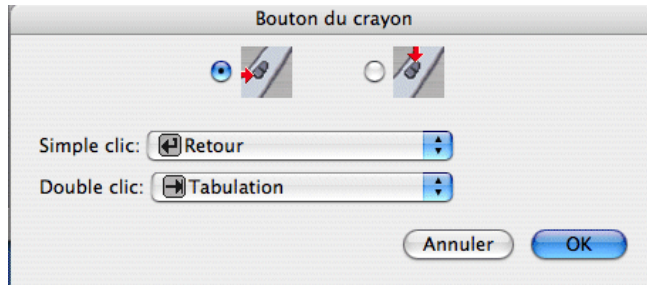 Bouton du crayon
Simple clic: Retour
Double clic: Tabulation
Annuler OK